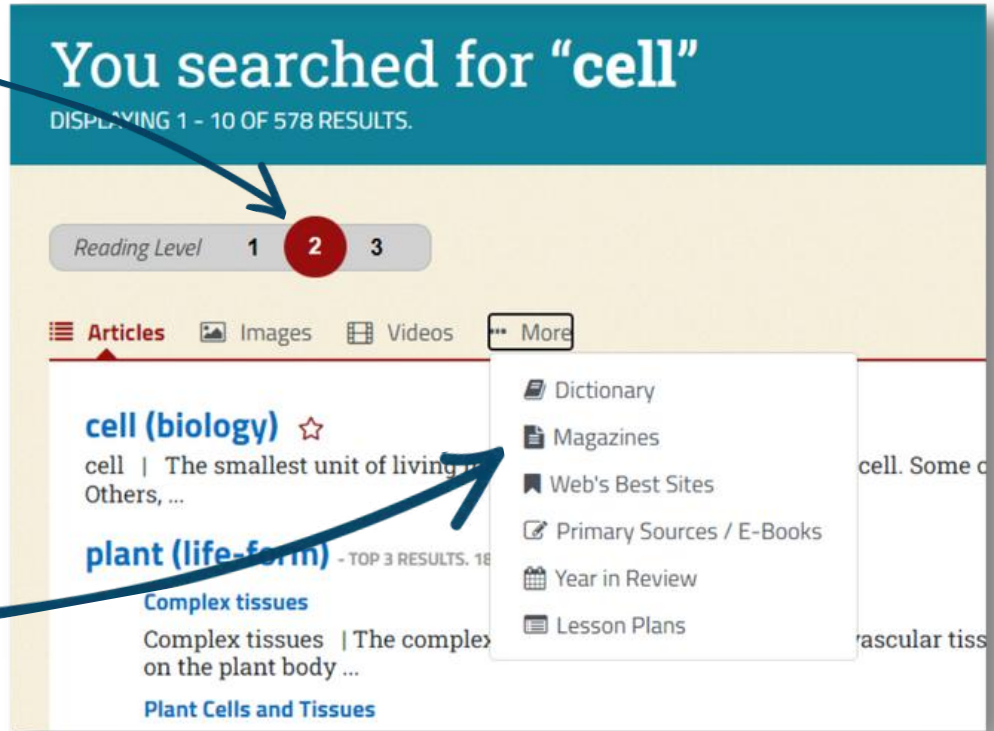 You searched for “cell”
DISPLAYING 1 - 10 OF 578 RESULTS.
Reading Level 1 2 3
Articles Images Videos ••• More
Dictionary
Magazines
Web's Best Sites
Primary Sources / E-Books
Year in Review
Lesson Plans
cell (biology)
cell | The smallest unit of living cell. Some
Others, ...
plant (life-form) - TOP 3 RESULTS.
Complex tissues
Complex tissues | The complex
on the plant body ...
Plant Cells and Tissues